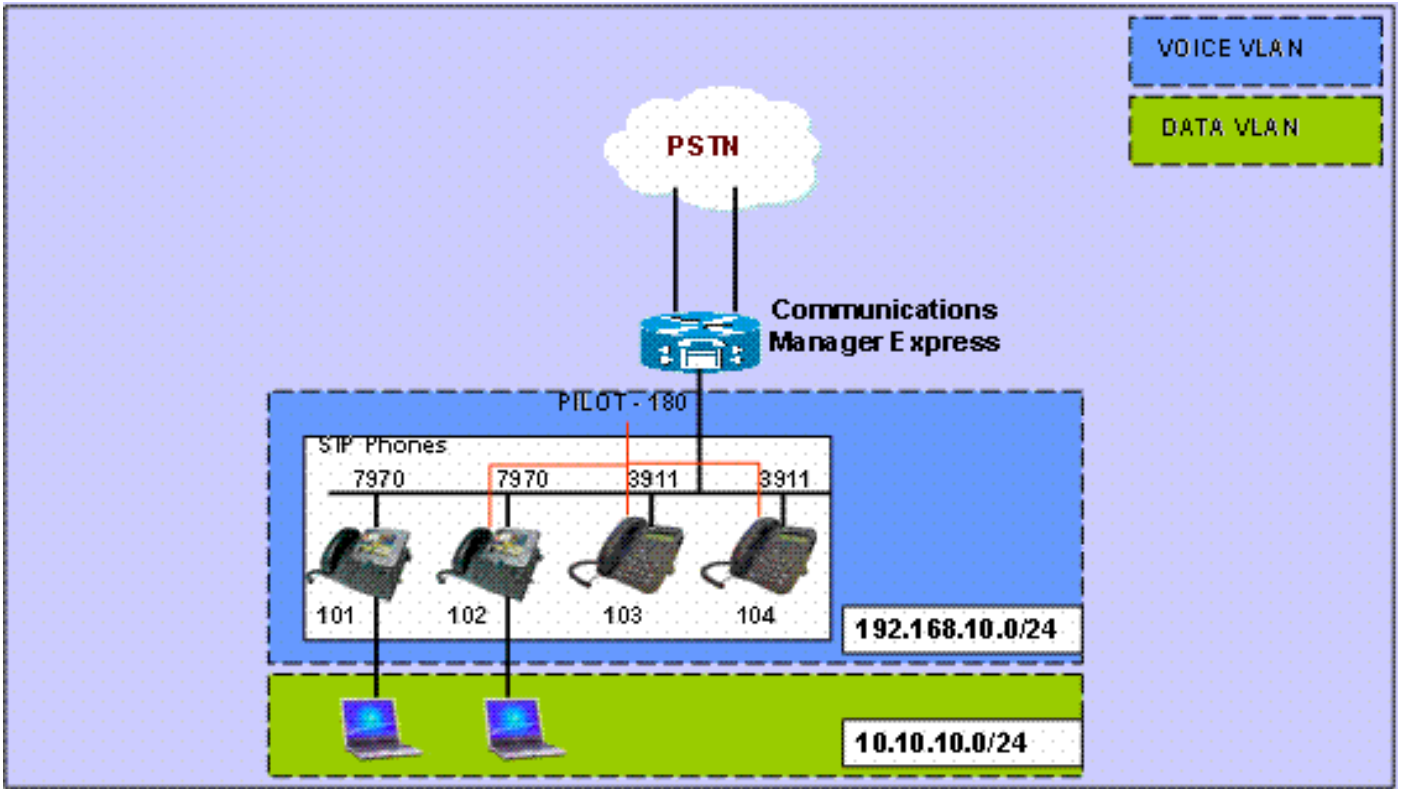 VOICE VLAN
DATA VLAN
PSTN
Communications
Manager Express
PILOT - 180
SIP Phones
7970 7970 3911 3911
101 102 103 104
192.168.10.0/24
10.10.10.0/24